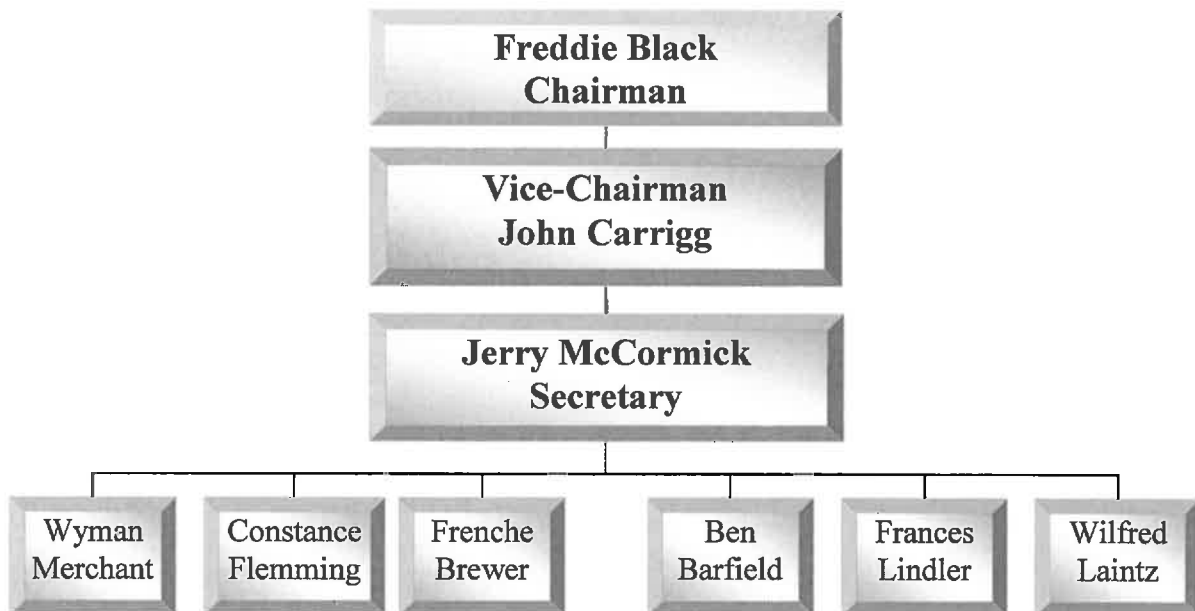 Freddie Black
Chairman
Vice-Chairman
John Carrigg
Jerry McCormick
Secretary
Wyman
Merchant
Constance
Flemming
Frenche
Brewer
Ben
Barfield
Frances
Lindler
Wilfred
Laintz